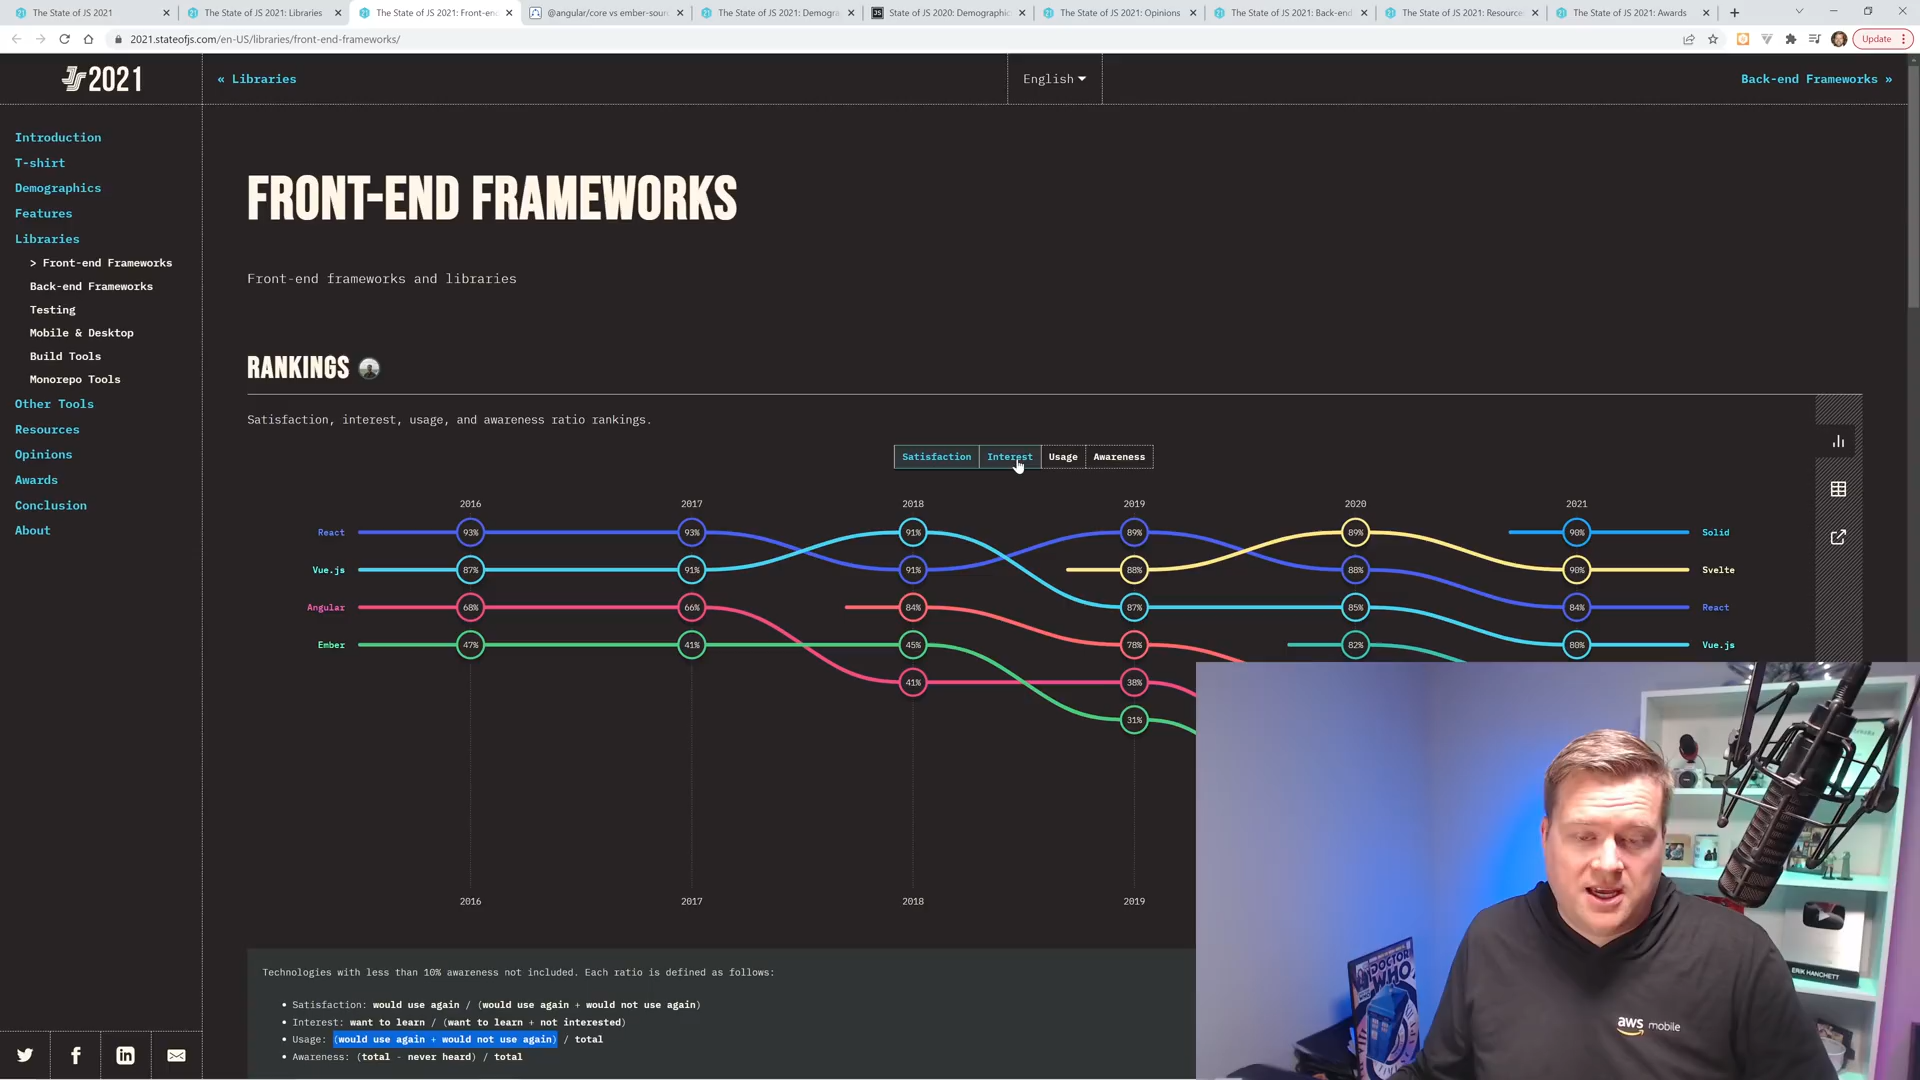 The State of JS 2021
The State of JS 2021: Libraries
The State of JS 2021: Front-en
@angular/core vs ember-sour
The State of JS 2021: Demogra
State of JS 2020: Demographic
The State of JS 2021: Opinions
The State of JS 2021: Back-end
The State of JS 2021: Resource
The State of JS 2021: Awards
2021.stateofjs.com/en-US/libraries/front-end-frameworks/
Update
JS 2021
« Libraries
English
Back-end Frameworks »
Introduction
T-shirt
Demographics
Features
Libraries
> Front-end Frameworks
Back-end Frameworks
Testing
Mobile & Desktop
Build Tools
Monorepo Tools
Other Tools
Resources
Opinions
Awards
Conclusion
About
FRONT-END FRAMEWORKS
Front-end frameworks and libraries
RANKINGS
Satisfaction, interest, usage, and awareness ratio rankings.
Satisfaction Interest Usage Awareness
2016 2017 2018 2019 2020 2021
React 93% 93% 91% 89% 89% 90% Solid
Vue.js 87% 91% 91% 88% 88% 90% Svelte
Angular 68% 66% 84% 87% 85% 84% React
Ember 47% 41% 45% 78% 82% 80% Vue.js
41% 38%
31%
2016 2017 2018 2019
Technologies with less than 10% awareness not included. Each ratio is defined as follows:
• Satisfaction: would use again / (would use again + would not use again)
• Interest: want to learn / (want to learn + not interested)
• Usage: (would use again + would not use again) / total
• Awareness: (total - never heard) / total
DOCTOR WHO
ERIK HANCHETT
aws mobile